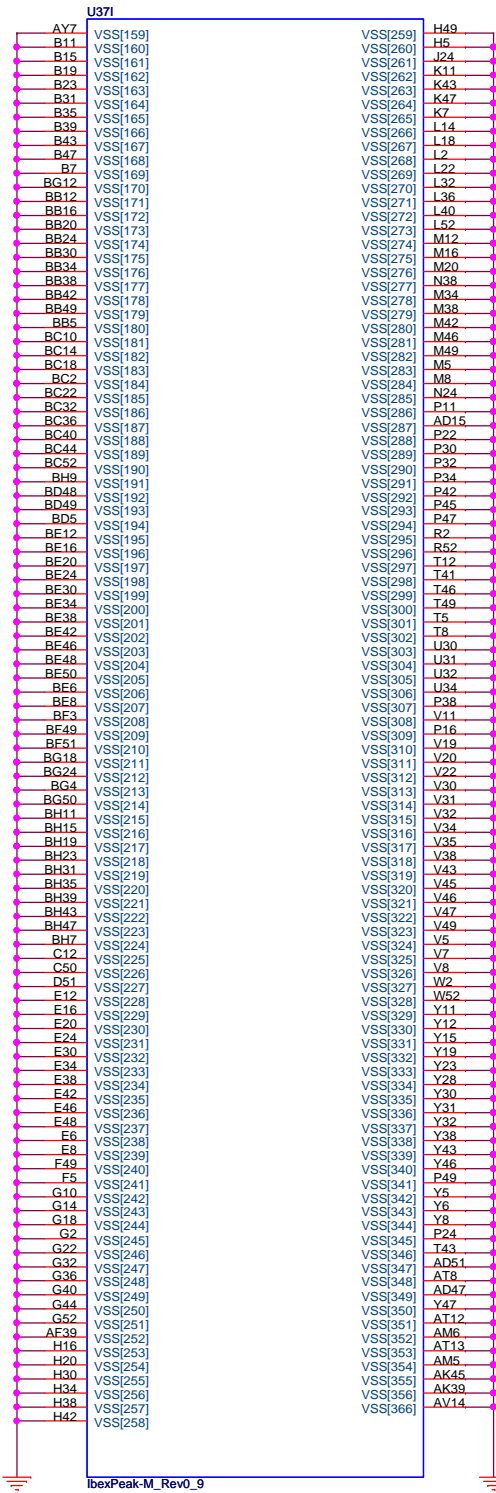 U37I
AY7 VSS[159] VSS[259] H49
B11 VSS[160] VSS[260] H5
B15 VSS[161] VSS[261] J24
B19 VSS[162] VSS[262] K11
B23 VSS[163] VSS[263] K43
B31 VSS[164] VSS[264] K47
B35 VSS[165] VSS[265] K7
B39 VSS[166] VSS[266] L14
B43 VSS[167] VSS[267] L18
B47 VSS[168] VSS[268] L2
B7 VSS[169] VSS[269] L22
BG12 VSS[170] VSS[270] L32
BB12 VSS[171] VSS[271] L36
BB16 VSS[172] VSS[272] L40
BB20 VSS[173] VSS[273] L52
BB24 VSS[174] VSS[274] M12
BB30 VSS[175] VSS[275] M16
BB34 VSS[176] VSS[276] M20
BB38 VSS[177] VSS[277] N38
BB42 VSS[178] VSS[278] M34
BB49 VSS[179] VSS[279] M38
BB5 VSS[180] VSS[280] M42
BC10 VSS[181] VSS[281] M46
BC14 VSS[182] VSS[282] M49
BC18 VSS[183] VSS[283] M5
BC2 VSS[184] VSS[284] M8
BC22 VSS[185] VSS[285] N24
BC32 VSS[186] VSS[286] P11
BC36 VSS[187] VSS[287] AD15
BC40 VSS[188] VSS[288] P22
BC44 VSS[189] VSS[289] P30
BC52 VSS[190] VSS[290] P32
BH9 VSS[191] VSS[291] P34
BD48 VSS[192] VSS[292] P42
BD49 VSS[193] VSS[293] P45
BD5 VSS[194] VSS[294] P47
BE12 VSS[195] VSS[295] R2
BE16 VSS[196] VSS[296] R52
BE20 VSS[197] VSS[297] T12
BE24 VSS[198] VSS[298] T41
BE30 VSS[199] VSS[299] T46
BE34 VSS[200] VSS[300] T49
BE38 VSS[201] VSS[301] T5
BE42 VSS[202] VSS[302] T8
BE46 VSS[203] VSS[303] U30
BE48 VSS[204] VSS[304] U31
BE50 VSS[205] VSS[305] U32
BE6 VSS[206] VSS[306] U34
BE8 VSS[207] VSS[307] P38
BF3 VSS[208] VSS[308] V11
BF49 VSS[209] VSS[309] P16
BF51 VSS[210] VSS[310] V19
BG18 VSS[211] VSS[311] V20
BG24 VSS[212] VSS[312] V22
BG4 VSS[213] VSS[313] V30
BG50 VSS[214] VSS[314] V31
BH11 VSS[215] VSS[315] V32
BH15 VSS[216] VSS[316] V34
BH19 VSS[217] VSS[317] V35
BH23 VSS[218] VSS[318] V38
BH31 VSS[219] VSS[319] V43
BH35 VSS[220] VSS[320] V45
BH39 VSS[221] VSS[321] V46
BH43 VSS[222] VSS[322] V47
BH47 VSS[223] VSS[323] V49
BH7 VSS[224] VSS[324] V5
C12 VSS[225] VSS[325] V7
C50 VSS[226] VSS[326] V8
D51 VSS[227] VSS[327] W2
E12 VSS[228] VSS[328] W52
E16 VSS[229] VSS[329] Y11
E20 VSS[230] VSS[330] Y12
E24 VSS[231] VSS[331] Y15
E30 VSS[232] VSS[332] Y19
E34 VSS[233] VSS[333] Y23
E38 VSS[234] VSS[334] Y28
E42 VSS[235] VSS[335] Y30
E46 VSS[236] VSS[336] Y31
E48 VSS[237] VSS[337] Y32
E6 VSS[238] VSS[338] Y38
E8 VSS[239] VSS[339] Y43
F49 VSS[240] VSS[340] Y46
F5 VSS[241] VSS[341] P49
G10 VSS[242] VSS[342] Y5
G14 VSS[243] VSS[343] Y6
G18 VSS[244] VSS[344] Y8
G2 VSS[245] VSS[345] P24
G22 VSS[246] VSS[346] T43
G32 VSS[247] VSS[347] AD51
G36 VSS[248] VSS[348] AT8
G40 VSS[249] VSS[349] AD47
G44 VSS[250] VSS[350] Y47
G52 VSS[251] VSS[351] AT12
AF39 VSS[252] VSS[352] AM6
H16 VSS[253] VSS[353] AT13
H20 VSS[254] VSS[354] AM5
H30 VSS[255] VSS[355] AK45
H34 VSS[256] VSS[356] AK39
H38 VSS[257] VSS[366] AV14
H42 VSS[258]
IbexPeak-M_Rev0_9